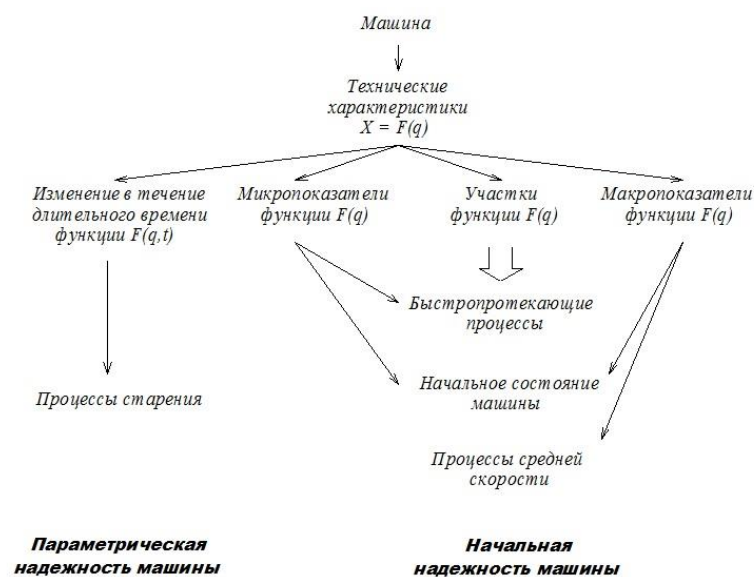 Машина
Технические
характеристики
X = F(q)
Изменение в течение
длительного времени
функции F(q,t)
Микропоказатели
функции F(q)
Участки
функции F(q)
Макропоказатели
функции F(q)
Быстропротекающие
процессы
Процессы старения
Начальное состояние
машины
Процессы средней
скорости
Параметрическая
надежность машины
Начальная
надежность машины